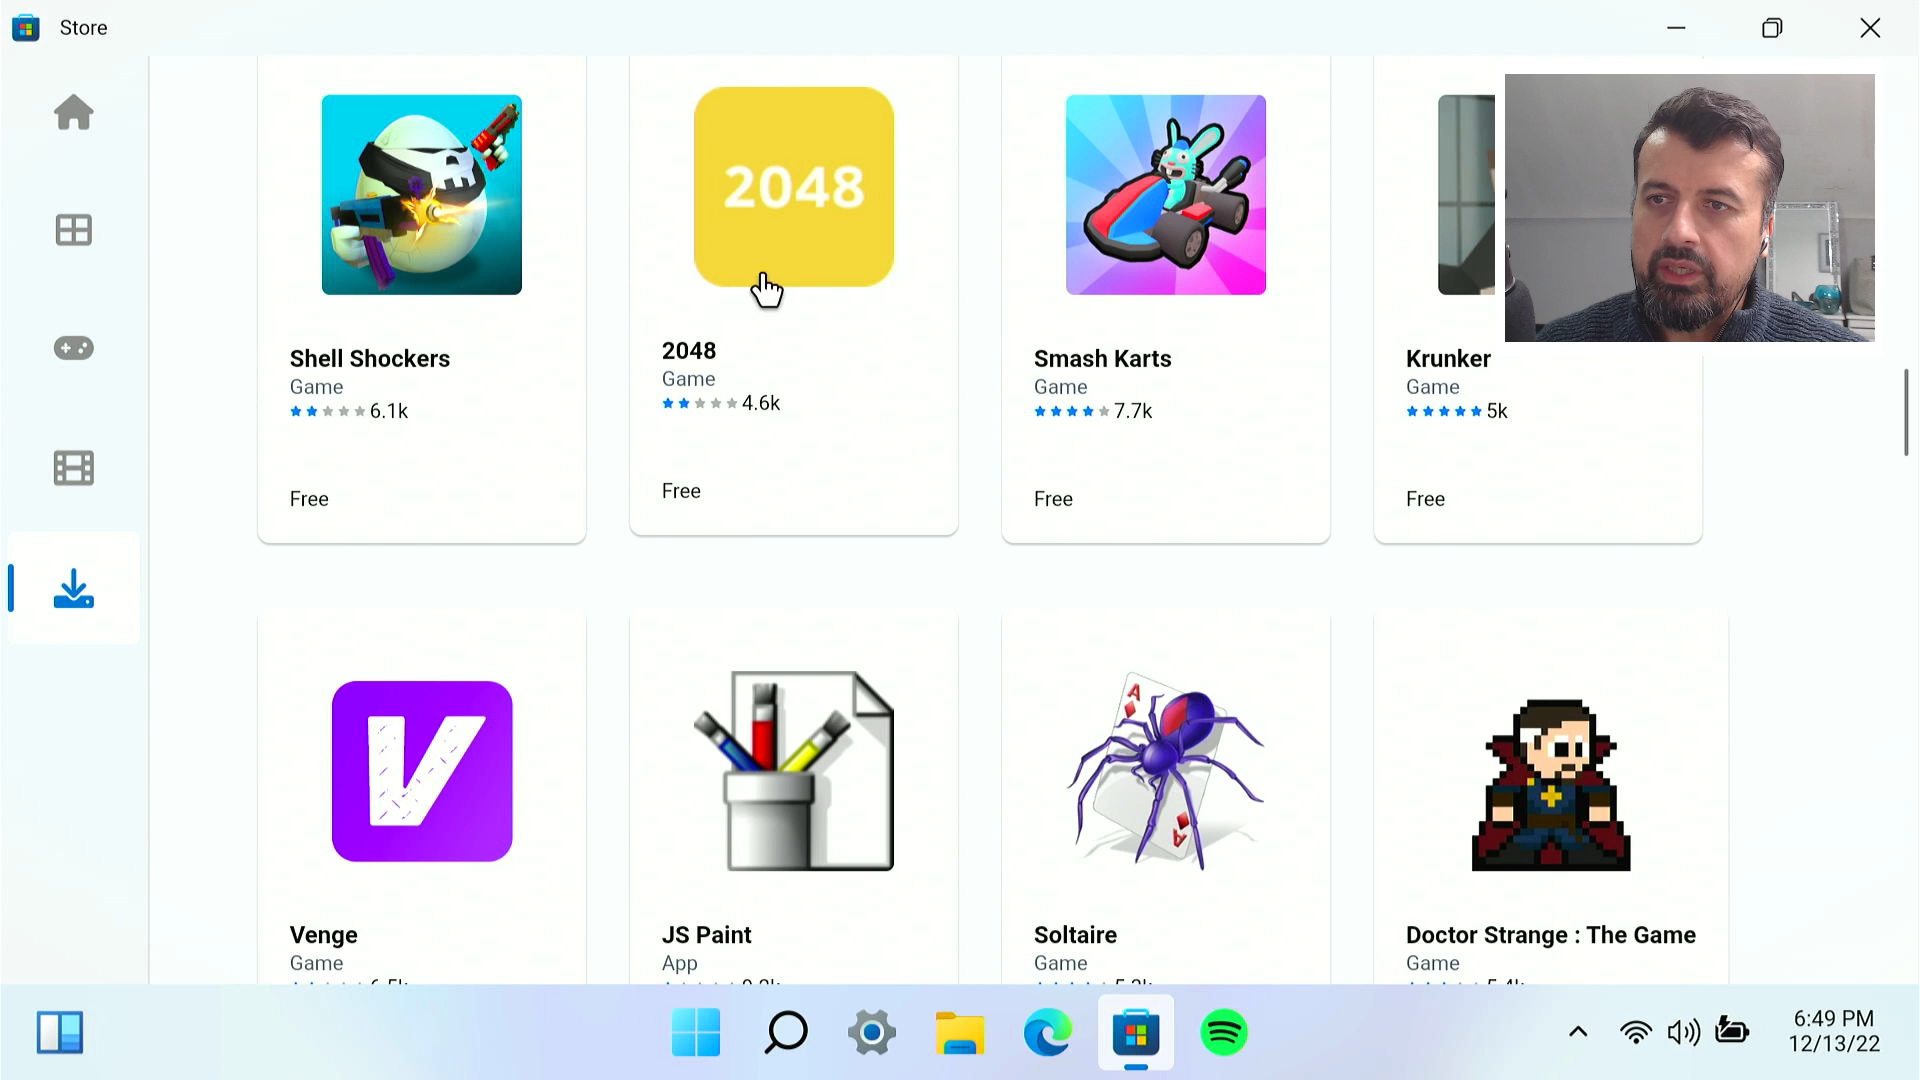 Store
2048
Shell Shockers
Game
6.1k
Free
2048
Game
4.6k
Free
Smash Karts
Game
7.7k
Free
Krunker
Game
5k
Free
V
A
A
Venge
Game
JS Paint
App
Soltaire
Game
Doctor Strange : The Game
Game
6:49 PM
12/13/22